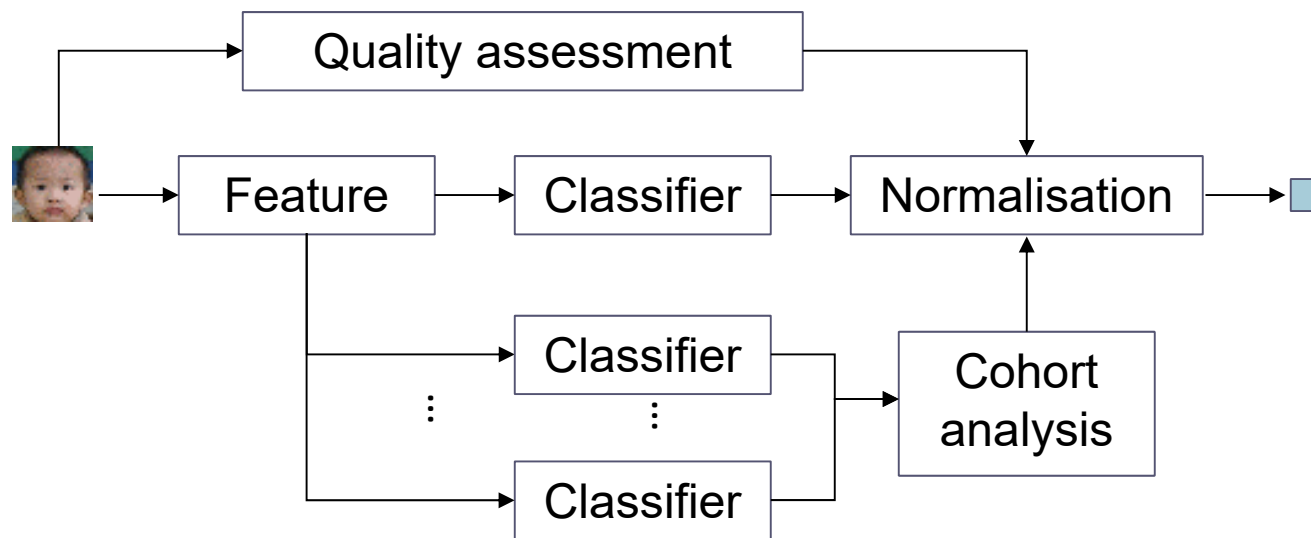 Quality assessment
Feature
Classifier
Normalisation
Classifier
Cohort
analysis
...
...
Classifier